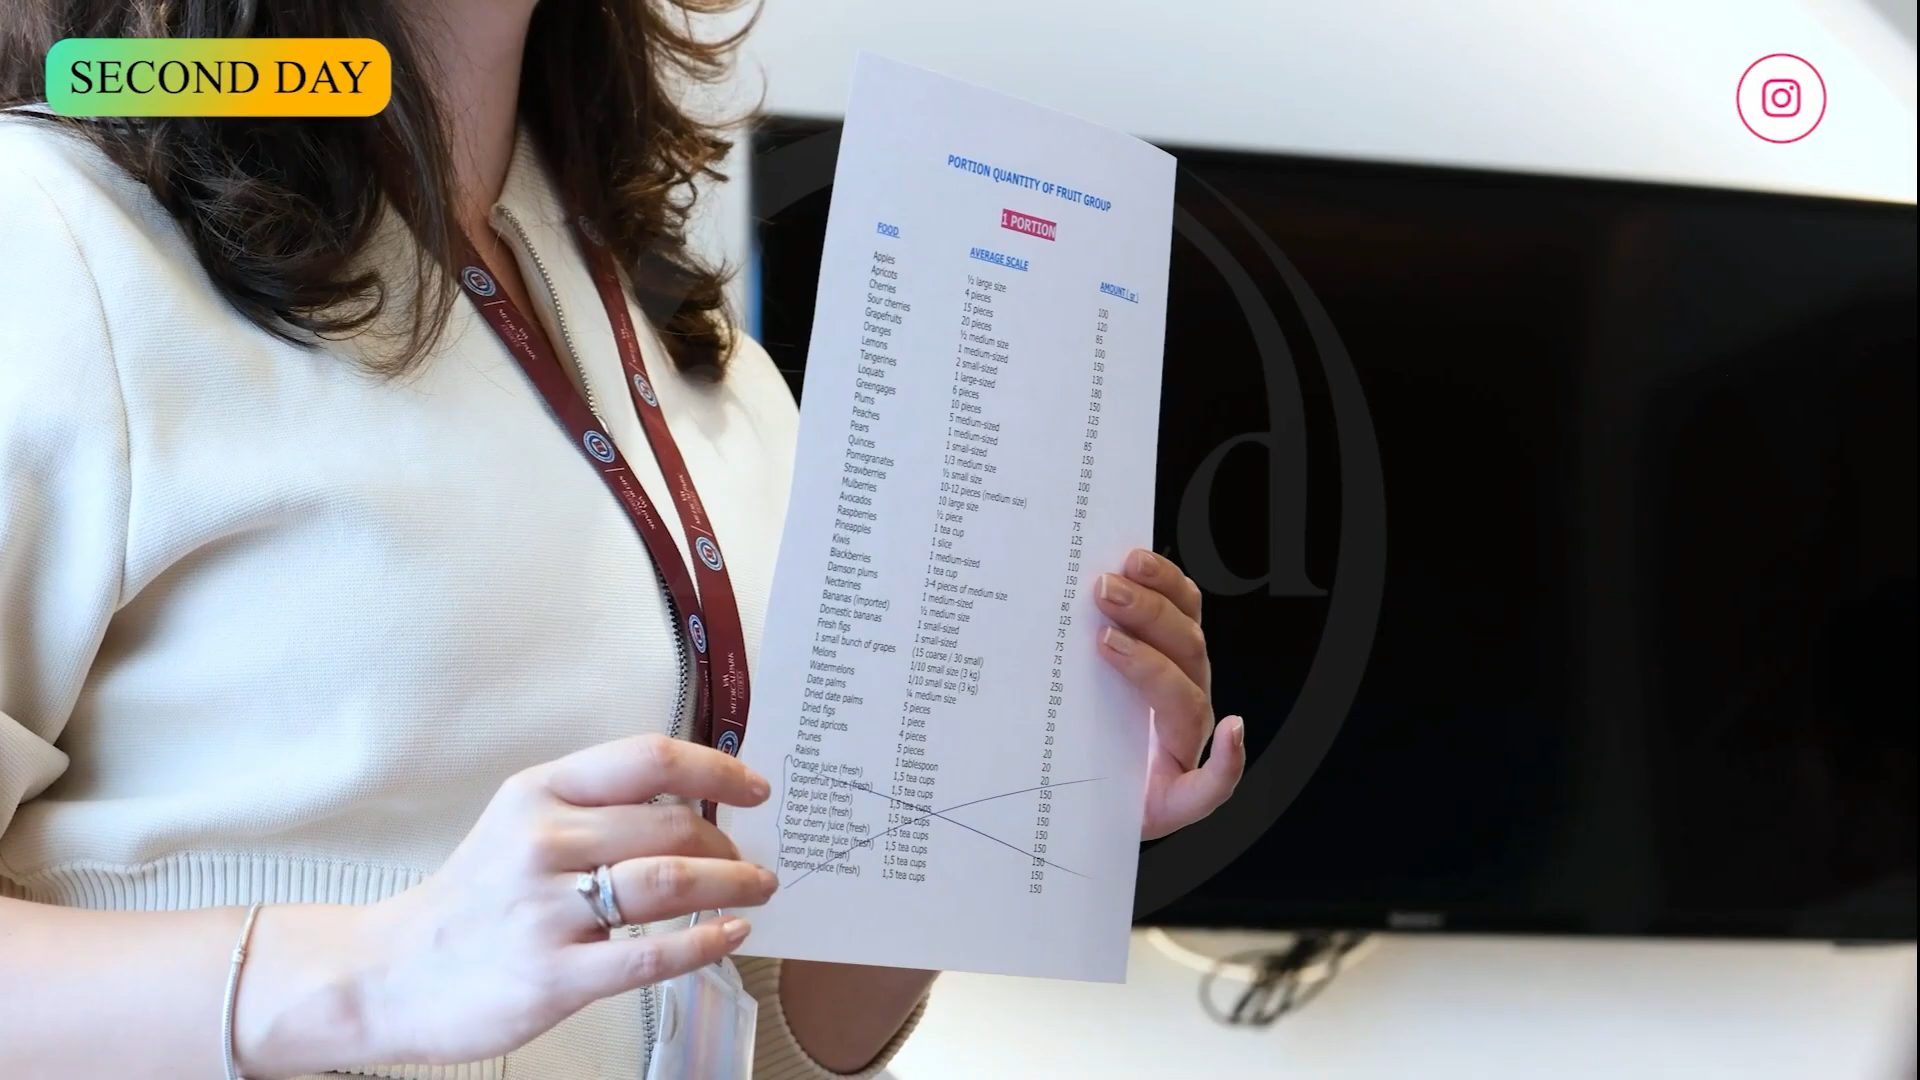 SECOND DAY
PORTION QUANTITY OF FRUIT GROUP
1 PORTION
FOOD AVERAGE SCALE AMOUNT ( gr )
Apples ½ large size 100
Apricots 4 pieces 120
Cherries 15 pieces 85
Sour cherries 20 pieces 100
Grapefruits ½ medium size 150
Oranges 1 medium-sized 130
Lemons 2 small-sized 180
Tangerines 1 large-sized 150
Loquats 6 pieces 125
Greengages 10 pieces 100
Plums 5 medium-sized 85
Peaches 1 medium-sized 150
Pears 1 small-sized 100
Quinces 1/3 medium size 100
Pomegranates ½ small size 100
Strawberries 10-12 pieces (medium size) 180
Mulberries 10 large size 75
Avocados ½ piece 125
Raspberries 1 tea cup 100
Pineapples 1 slice 110
Kiwis 1 medium-sized 150
Blackberries 1 tea cup 115
Damson plums 3-4 pieces of medium size 80
Nectarines 1 medium-sized 125
Bananas (imported) ½ medium size 75
Domestic bananas 1 small-sized 75
Fresh figs 1 small-sized 75
1 small bunch of grapes (15 coarse / 30 small) 90
Melons 1/10 small size (3 kg) 250
Watermelons 1/10 small size (3 kg) 200
Date palms ¼ medium size 50
Dried date palms 5 pieces 20
Dried figs 1 piece 20
Dried apricots 4 pieces 20
Prunes 5 pieces 20
Raisins 1 tablespoon 20
Orange juice (fresh) 1,5 tea cups 150
Graprefruit juice (fresh) 1,5 tea cups 150
Apple juice (fresh) 1,5 tea cups 150
Grape juice (fresh) 1,5 tea cups 150
Sour cherry juice (fresh) 1,5 tea cups 150
Pomegranate juice (fresh) 1,5 tea cups 150
Lemon juice (fresh) 1,5 tea cups 150
Tangerine juice (fresh) 1,5 tea cups 150
VM MEDICALPARK
VM MEDICALPARK
VM MEDICALPARK
d